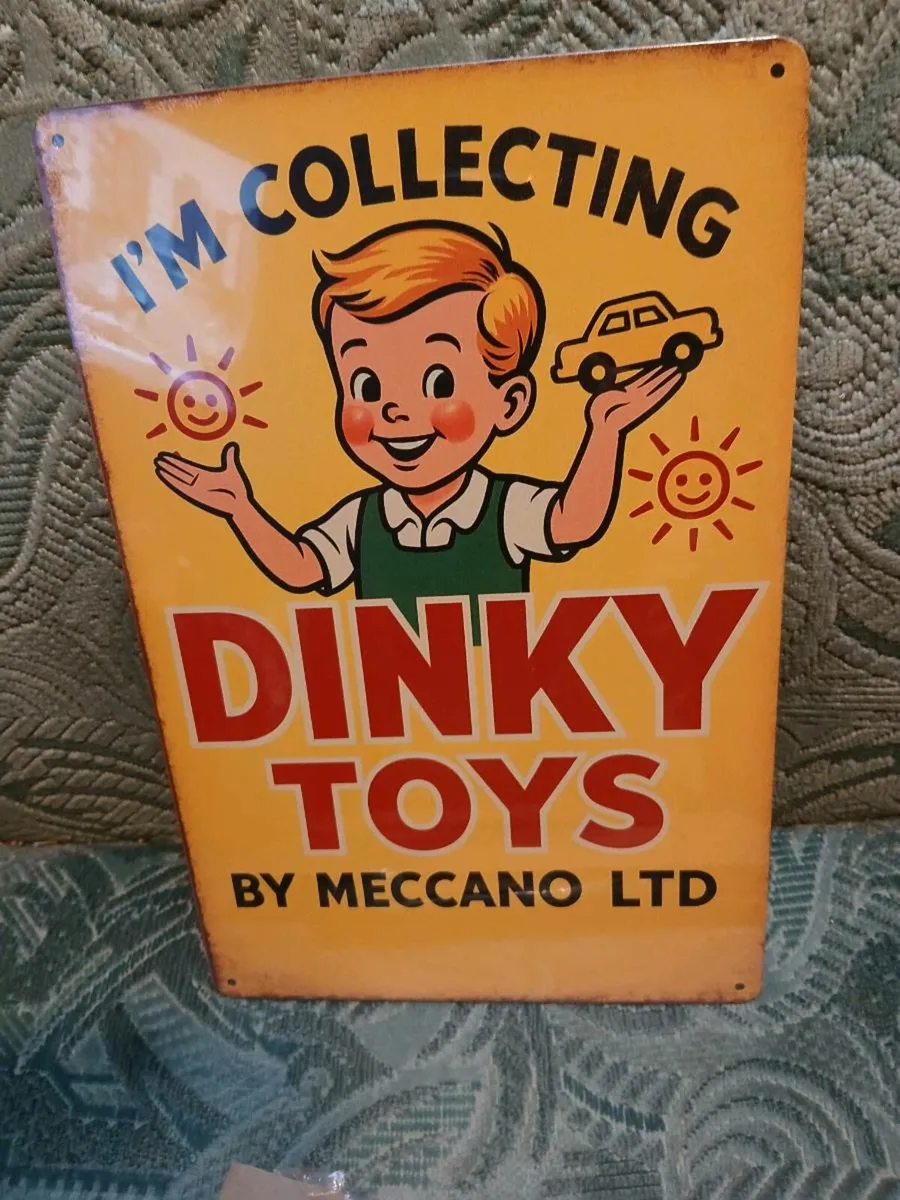 I'M COLLECTING
DINKY
TOYS
BY MECCANO LTD